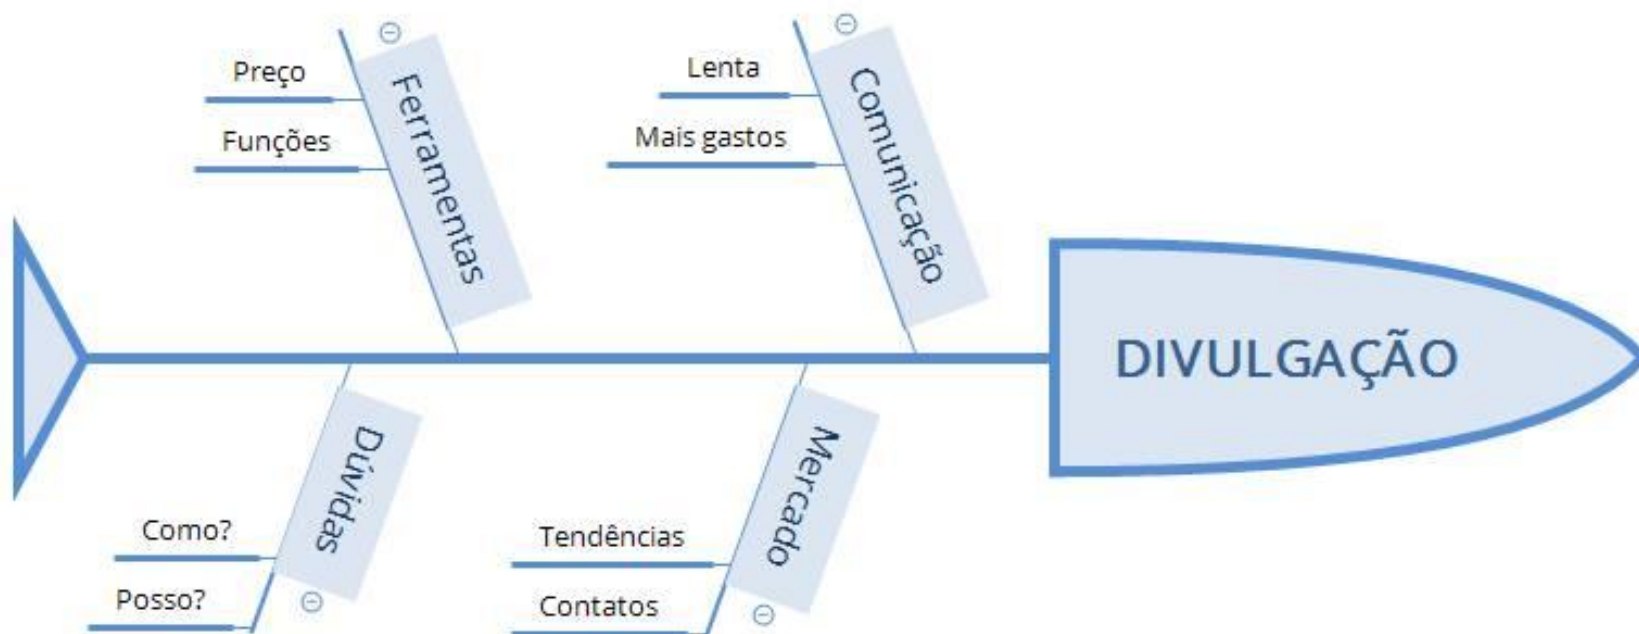 Preço
Funções
Ferramentas
Lenta
Mais gastos
Comunicação
DIVULGAÇÃO
Dúvidas
Como?
Posso?
Mercado
Tendências
Contatos